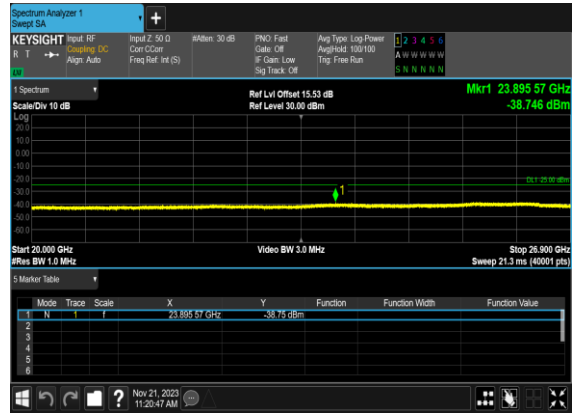 Spectrum Analyzer 1
Swept SA
+
KEYSIGHT Input: RF Input Z: 50 Ω #Atten: 30 dB PNO: Fast Avg Type: Log-Power 1 2 3 4 5 6
R T Coupling: DC Corr CCorr Gate: Off Avg|Hold: 100/100 A W W W W W
Align: Auto Freq Ref: Int (S) IF Gain: Low Trig: Free Run S N N N N N
Sig Track: Off
1 Spectrum Ref Lvl Offset 15.53 dB Mkr1 23.895 57 GHz
Scale/Div 10 dB Ref Level 30.00 dBm -38.746 dBm
Log
20.0
10.0
0.00
-10.0
-20.0 DL1 -25.00 dBm
-30.0 1
-40.0
-50.0
-60.0
Start 20.000 GHz Video BW 3.0 MHz Stop 26.900 GHz
#Res BW 1.0 MHz Sweep 21.3 ms (40001 pts)
5 Marker Table
Mode Trace Scale X Y Function Function Width Function Value
1 N 1 f 23.895 57 GHz -38.75 dBm
2
3
4
5
6
? Nov 21, 2023
11:20:47 AM